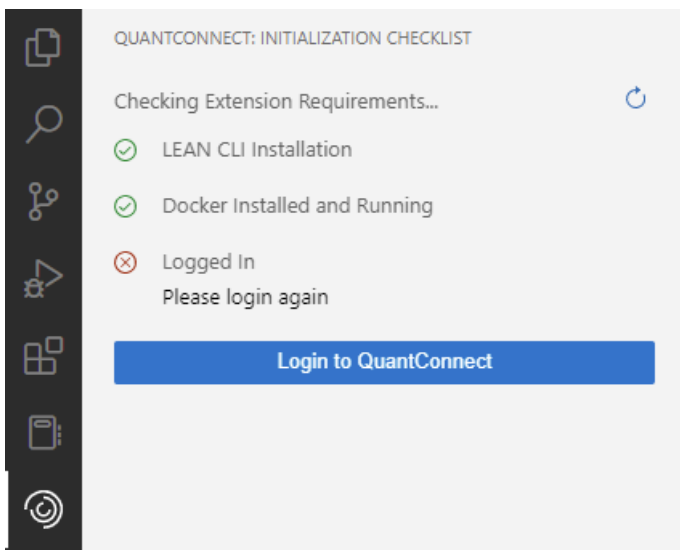 QUANTCONNECT: INITIALIZATION CHECKLIST
Checking Extension Requirements...
LEAN CLI Installation
Docker Installed and Running
Logged In
Please login again
Login to QuantConnect